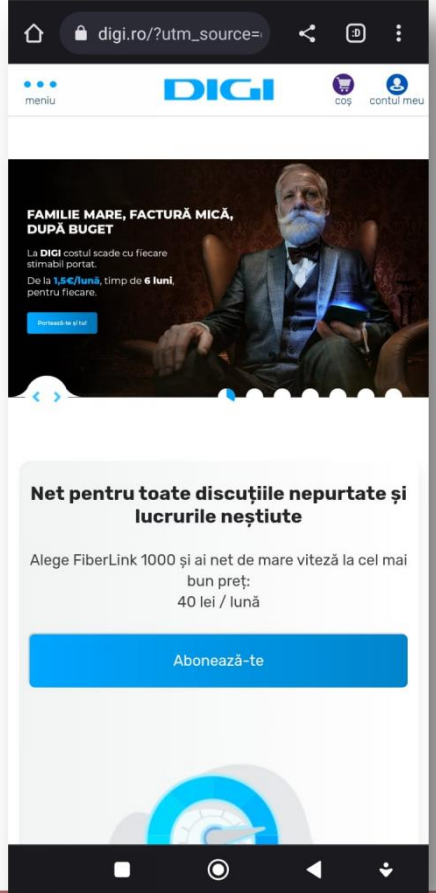 digi.ro/?utm_source=
:D
meniu
DIGI
coș
contul meu
FAMILIE MARE, FACTURĂ MICĂ,
DUPĂ BUGET
La DIGI costul scade cu fiecare
stimabil portat.
De la 1,5€/lună, timp de 6 luni,
pentru fiecare.
Portează-te și tu!
Net pentru toate discuțiile nepurtate și
lucrurile neștiute
Alege FiberLink 1000 și ai net de mare viteză la cel mai
bun preț:
40 lei / lună
Abonează-te